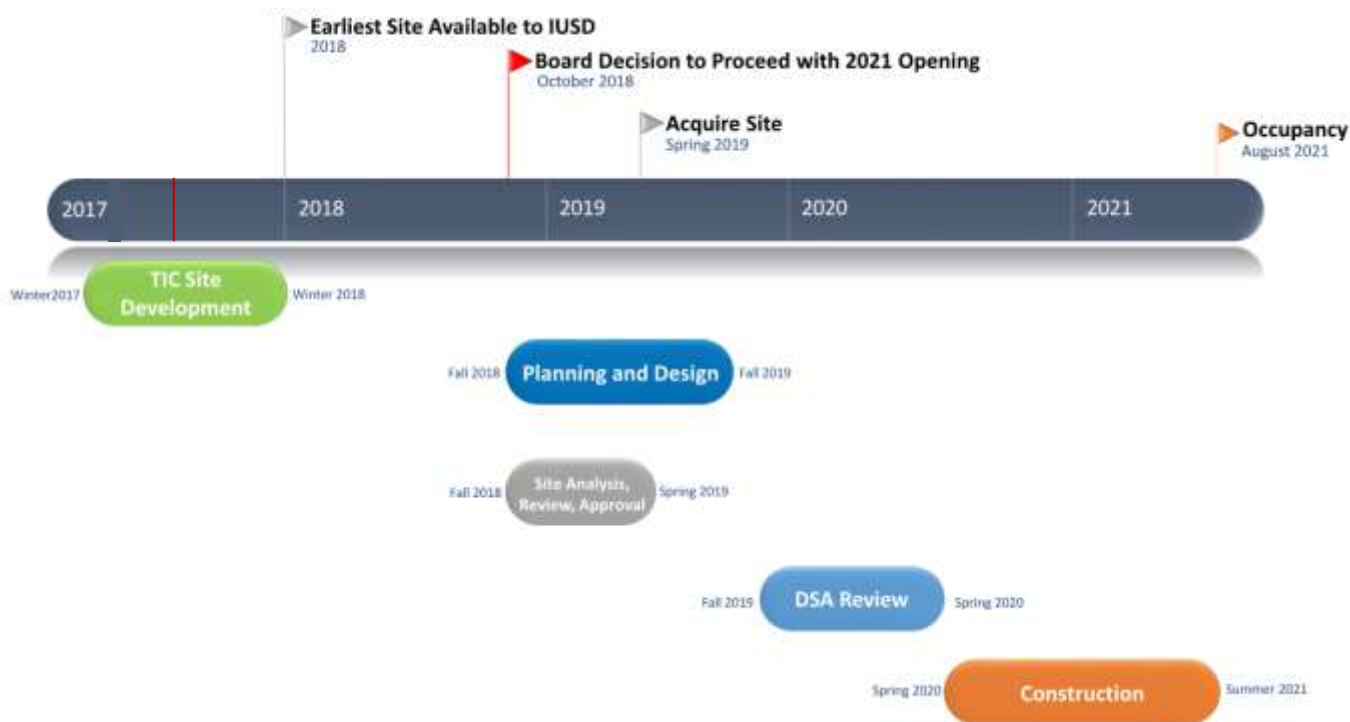 Earliest Site Available to IUSD
2018
Board Decision to Proceed with 2021 Opening
October 2018
Acquire Site
Spring 2019
Occupancy
August 2021
2017 2018 2019 2020 2021
Winter2017
TIC Site
Development
Winter 2018
Fall 2018
Planning and Design
Fall 2019
Fall 2018
Site Analysis,
Review, Approval
Spring 2019
Fall 2019
DSA Review
Spring 2020
Spring 2020
Construction
Summer 2021